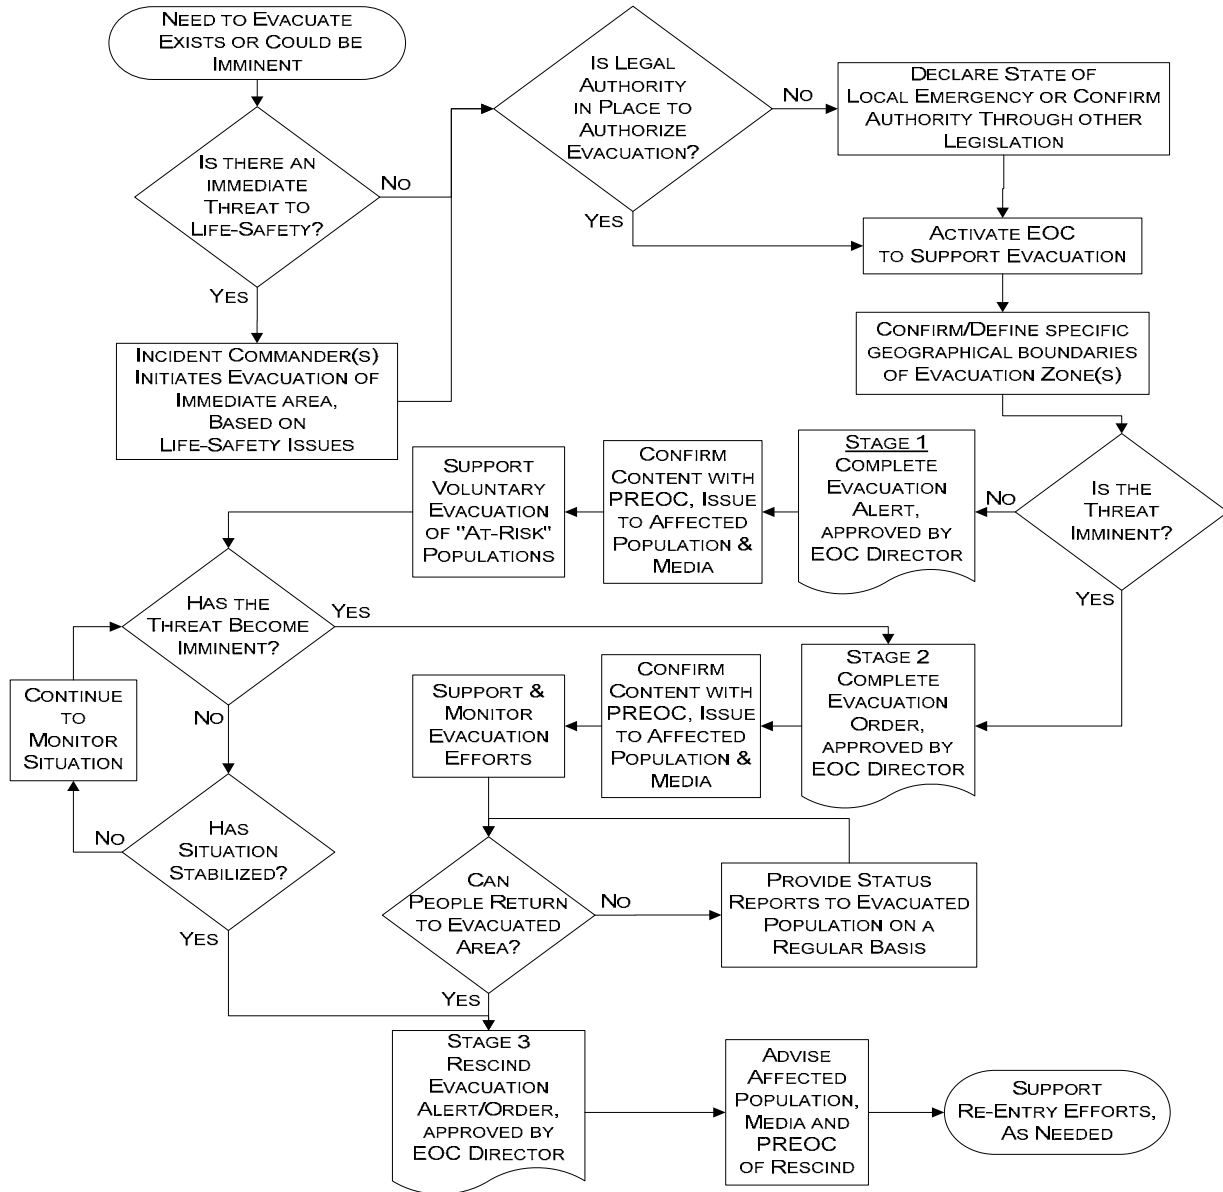 Need to Evacuate
Exists or Could be
Imminent
Is there an
immediate
Threat to
Life-Safety?
No
Yes
Incident Commander(s)
Initiates Evacuation of
Immediate area,
Based on
Life-Safety Issues
Is Legal
Authority
in Place to
Authorize
Evacuation?
No
Yes
Declare State of
Local Emergency or Confirm
Authority Through other
Legislation
Activate EOC
to Support Evacuation
Confirm/Define specific
geographical boundaries
of Evacuation Zone(s)
Is the
Threat
Imminent?
No
Yes
Stage 1
Complete
Evacuation
Alert,
approved by
EOC Director
Confirm
Content with
PREOC, Issue
to Affected
Population &
Media
Support
Voluntary
Evacuation
of "At-Risk"
Populations
Has the
Threat Become
Imminent?
Yes
No
Continue
to
Monitor
Situation
Has
Situation
Stabilized?
No
Yes
Stage 2
Complete
Evacuation
Order,
approved by
EOC Director
Confirm
Content with
PREOC, Issue
to Affected
Population &
Media
Support &
Monitor
Evacuation
Efforts
Can
People Return
to Evacuated
Area?
No
Yes
Provide Status
Reports to Evacuated
Population on a
Regular Basis
Stage 3
Rescind
Evacuation
Alert/Order,
approved by
EOC Director
Advise
Affected
Population,
Media and
PREOC
of Rescind
Support
Re-Entry Efforts,
As Needed